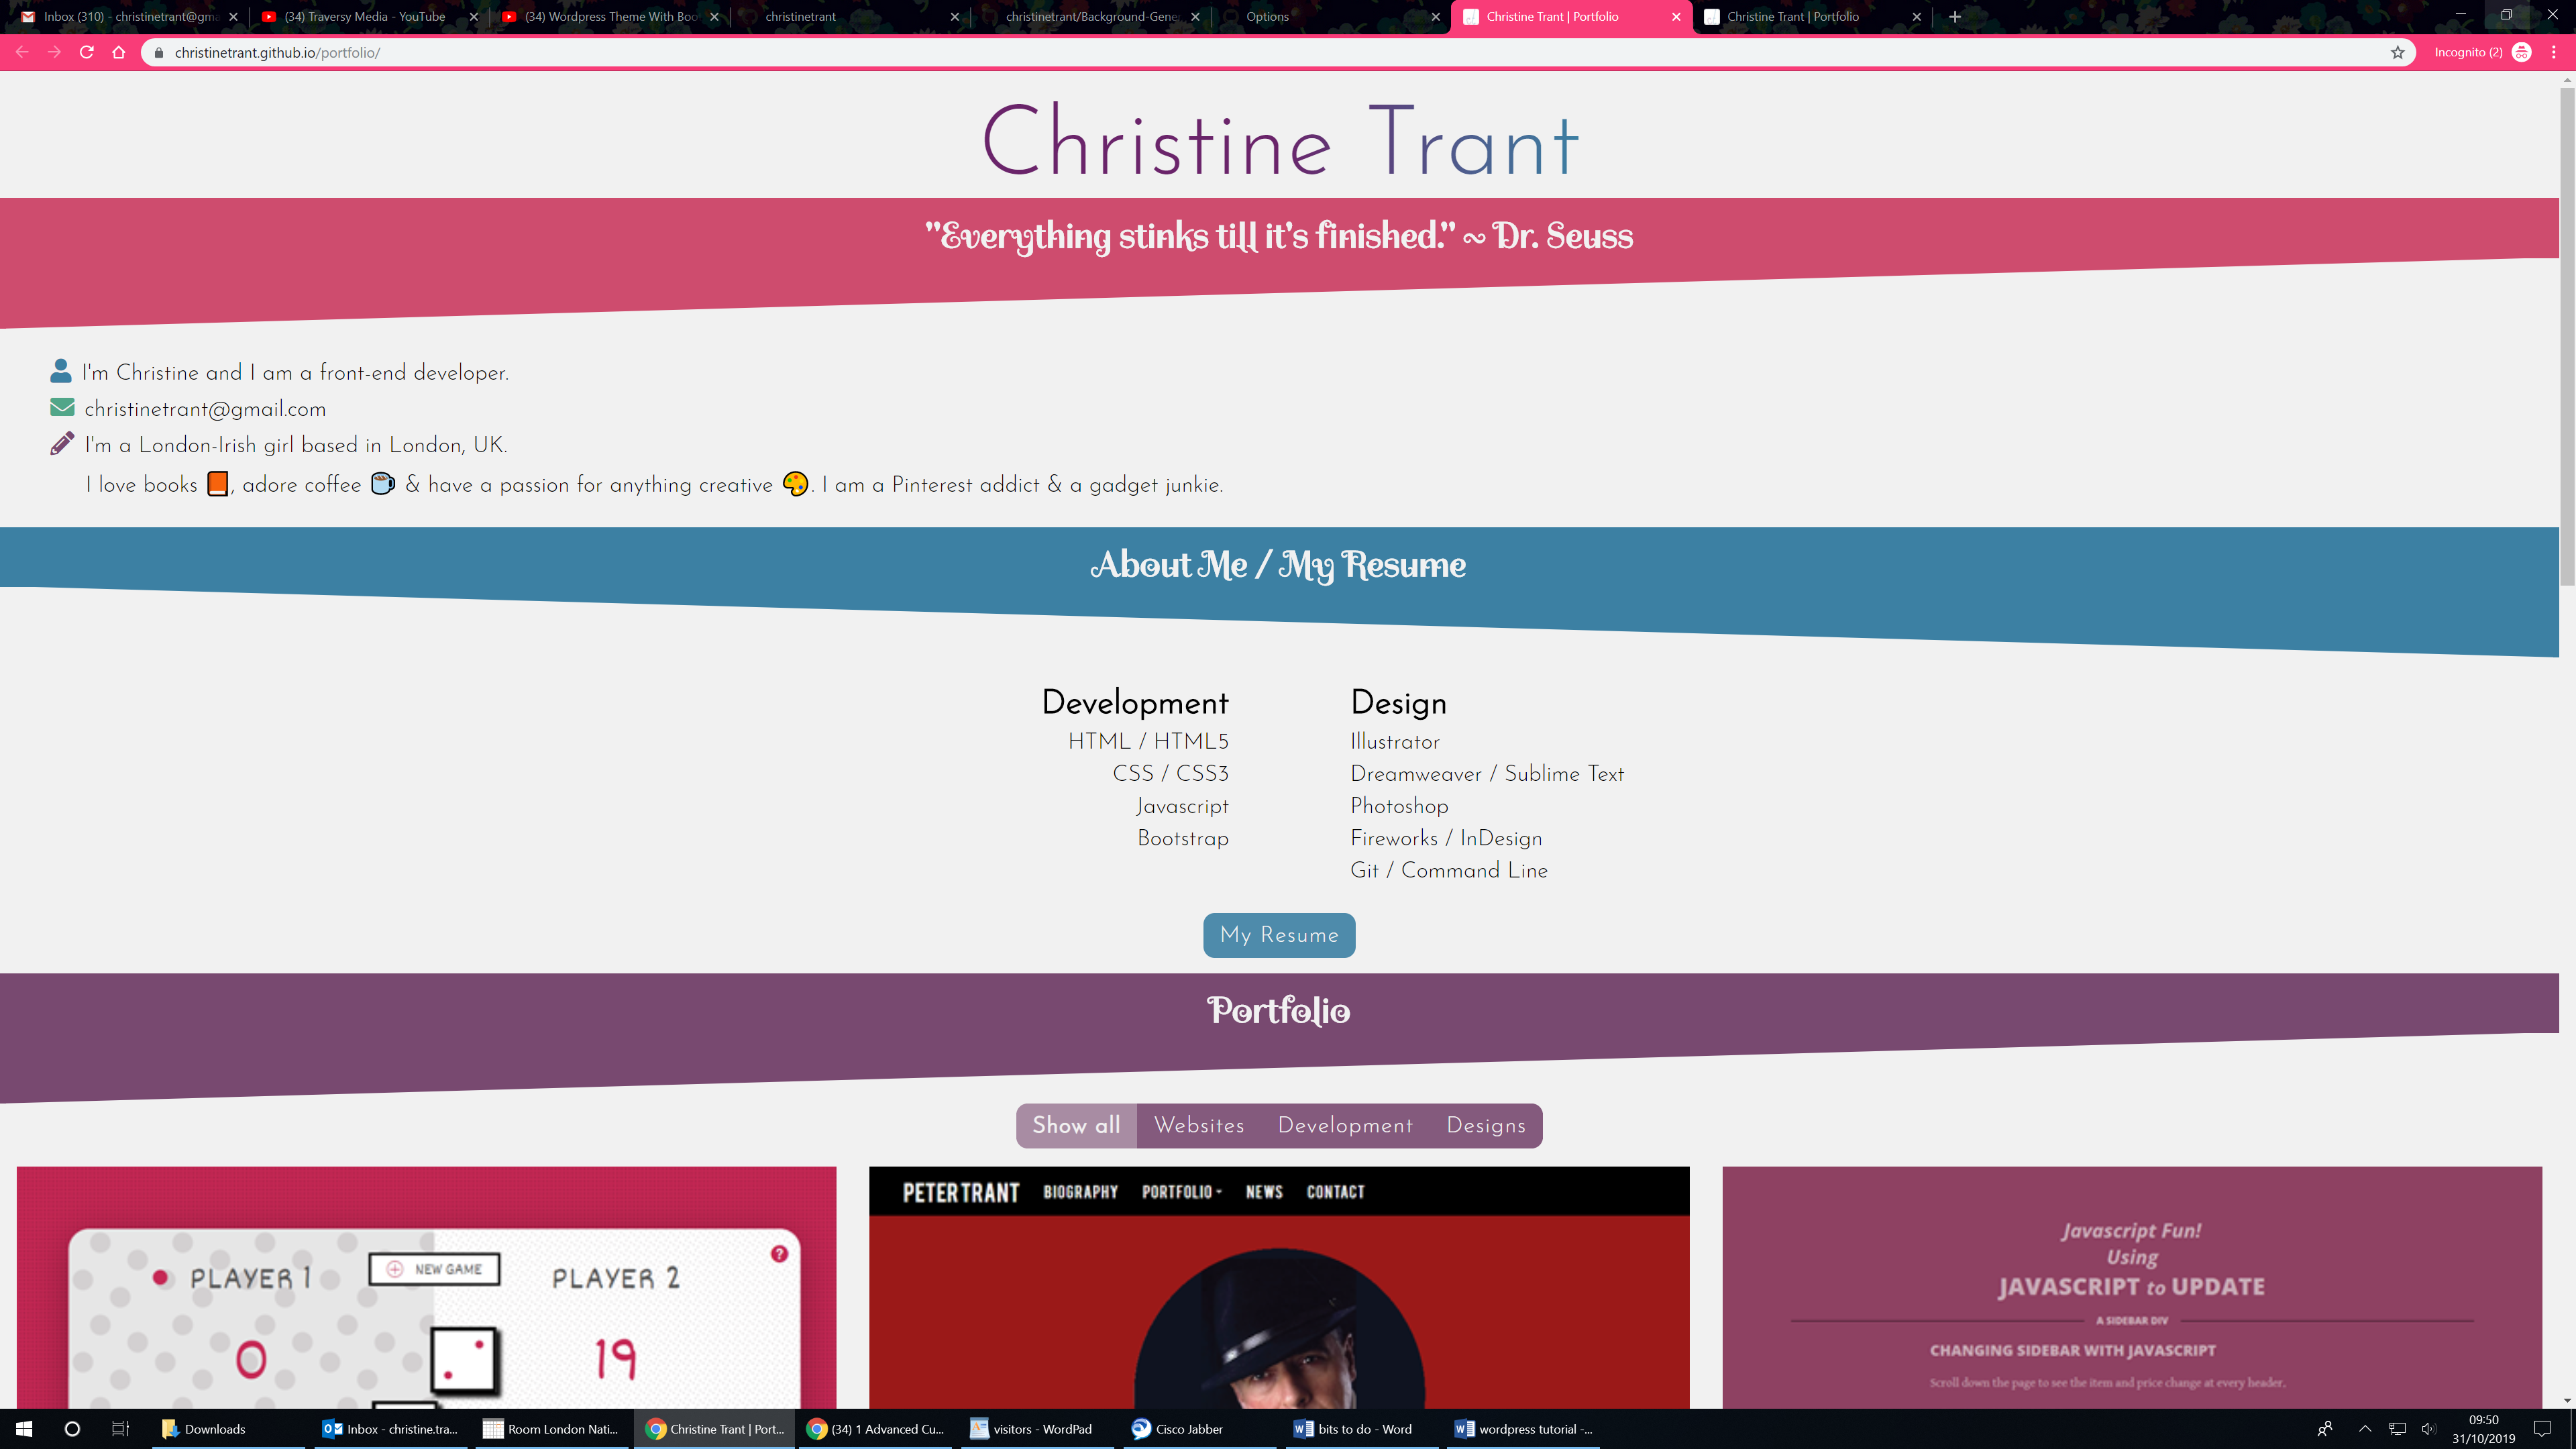 Inbox (310) - christinetrant@gma
(34) Traversy Media - YouTube
(34) Wordpress Theme With Boo
christinetrant
christinetrant/Background-Gene
Options
Christine Trant | Portfolio
Christine Trant | Portfolio
christinetrant.github.io/portfolio/
Incognito (2)
Christine Trant
"Everything stinks till it's finished." ~ Dr. Seuss
I'm Christine and I am a front-end developer.
christinetrant@gmail.com
I'm a London-Irish girl based in London, UK.
I love books 📙, adore coffee ☕ & have a passion for anything creative 🎨. I am a Pinterest addict & a gadget junkie.
About Me / My Resume
Development
HTML / HTML5
CSS / CSS3
Javascript
Bootstrap
Design
Illustrator
Dreamweaver / Sublime Text
Photoshop
Fireworks / InDesign
Git / Command Line
My Resume
Portfolio
Show all Websites Development Designs
PLAYER 1
NEW GAME
PLAYER 2
?
0
19
PETER TRANT BIOGRAPHY PORTFOLIO NEWS CONTACT
Javascript Fun!
Using
JAVASCRIPT to UPDATE
A SIDEBAR DIV
CHANGING SIDEBAR WITH JAVASCRIPT
Scroll down the page to see the item and price change at every header.
Downloads
Inbox - christine.tra...
Room London Nati...
Christine Trant | Port...
(34) 1 Advanced Cu...
visitors - WordPad
Cisco Jabber
bits to do - Word
wordpress tutorial -...
09:50
31/10/2019